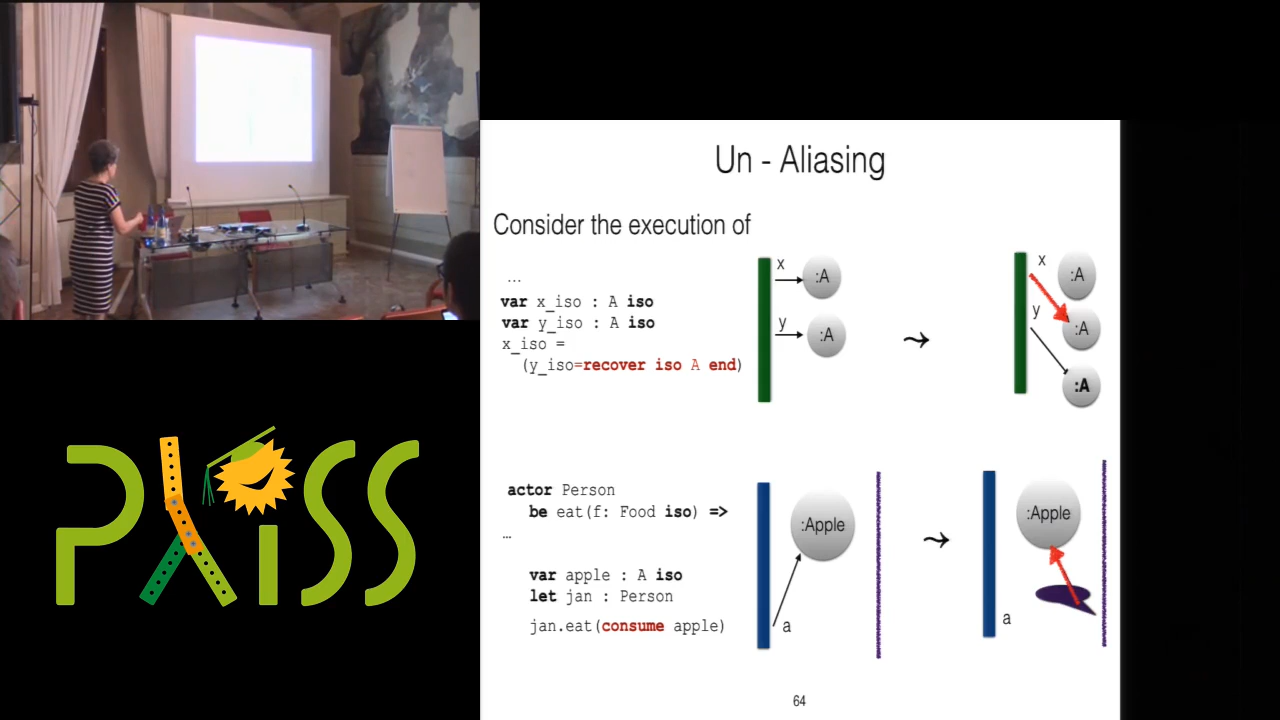 Un - Aliasing
Consider the execution of
…
var x_iso : A iso
var y_iso : A iso
x_iso =
(y_iso=recover iso A end)
x
:A
y
:A
x
:A
y
:A
:A
actor Person
be eat(f: Food iso) =>
…
var apple : A iso
let jan : Person
jan.eat(consume apple)
:Apple
a
:Apple
a
64
PLISS